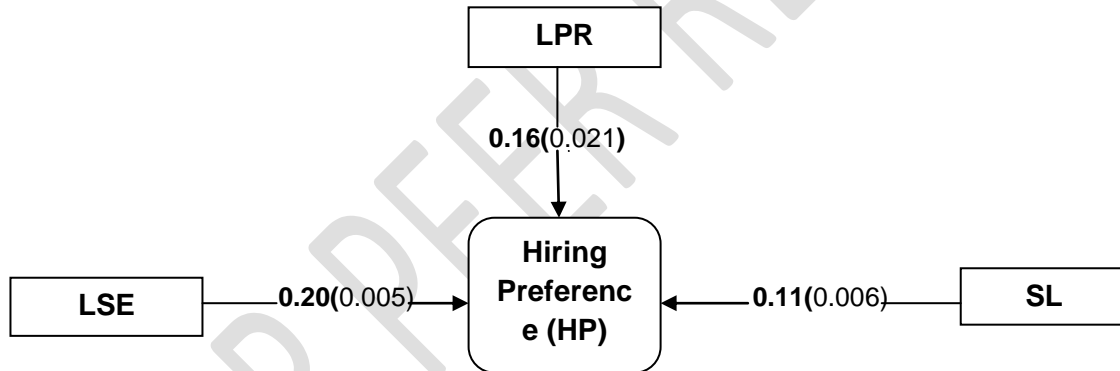 LPR
0.16(0.021)
Hiring
Preferenc
e (HP)
LSE
0.20(0.005)
0.11(0.006)
SL